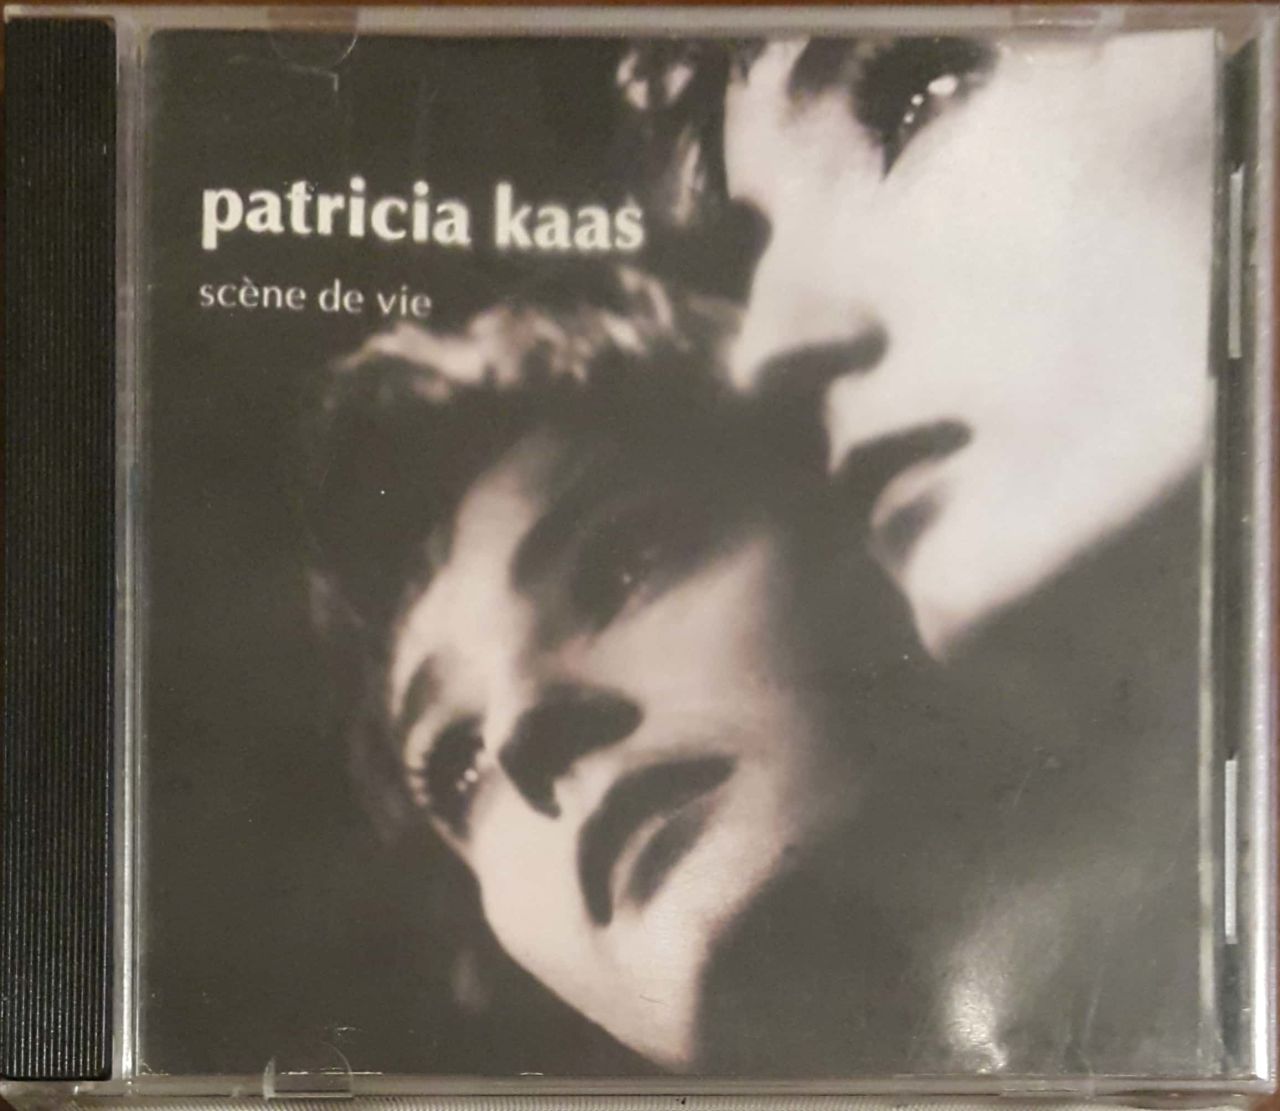 patricia kaas
scène de vie